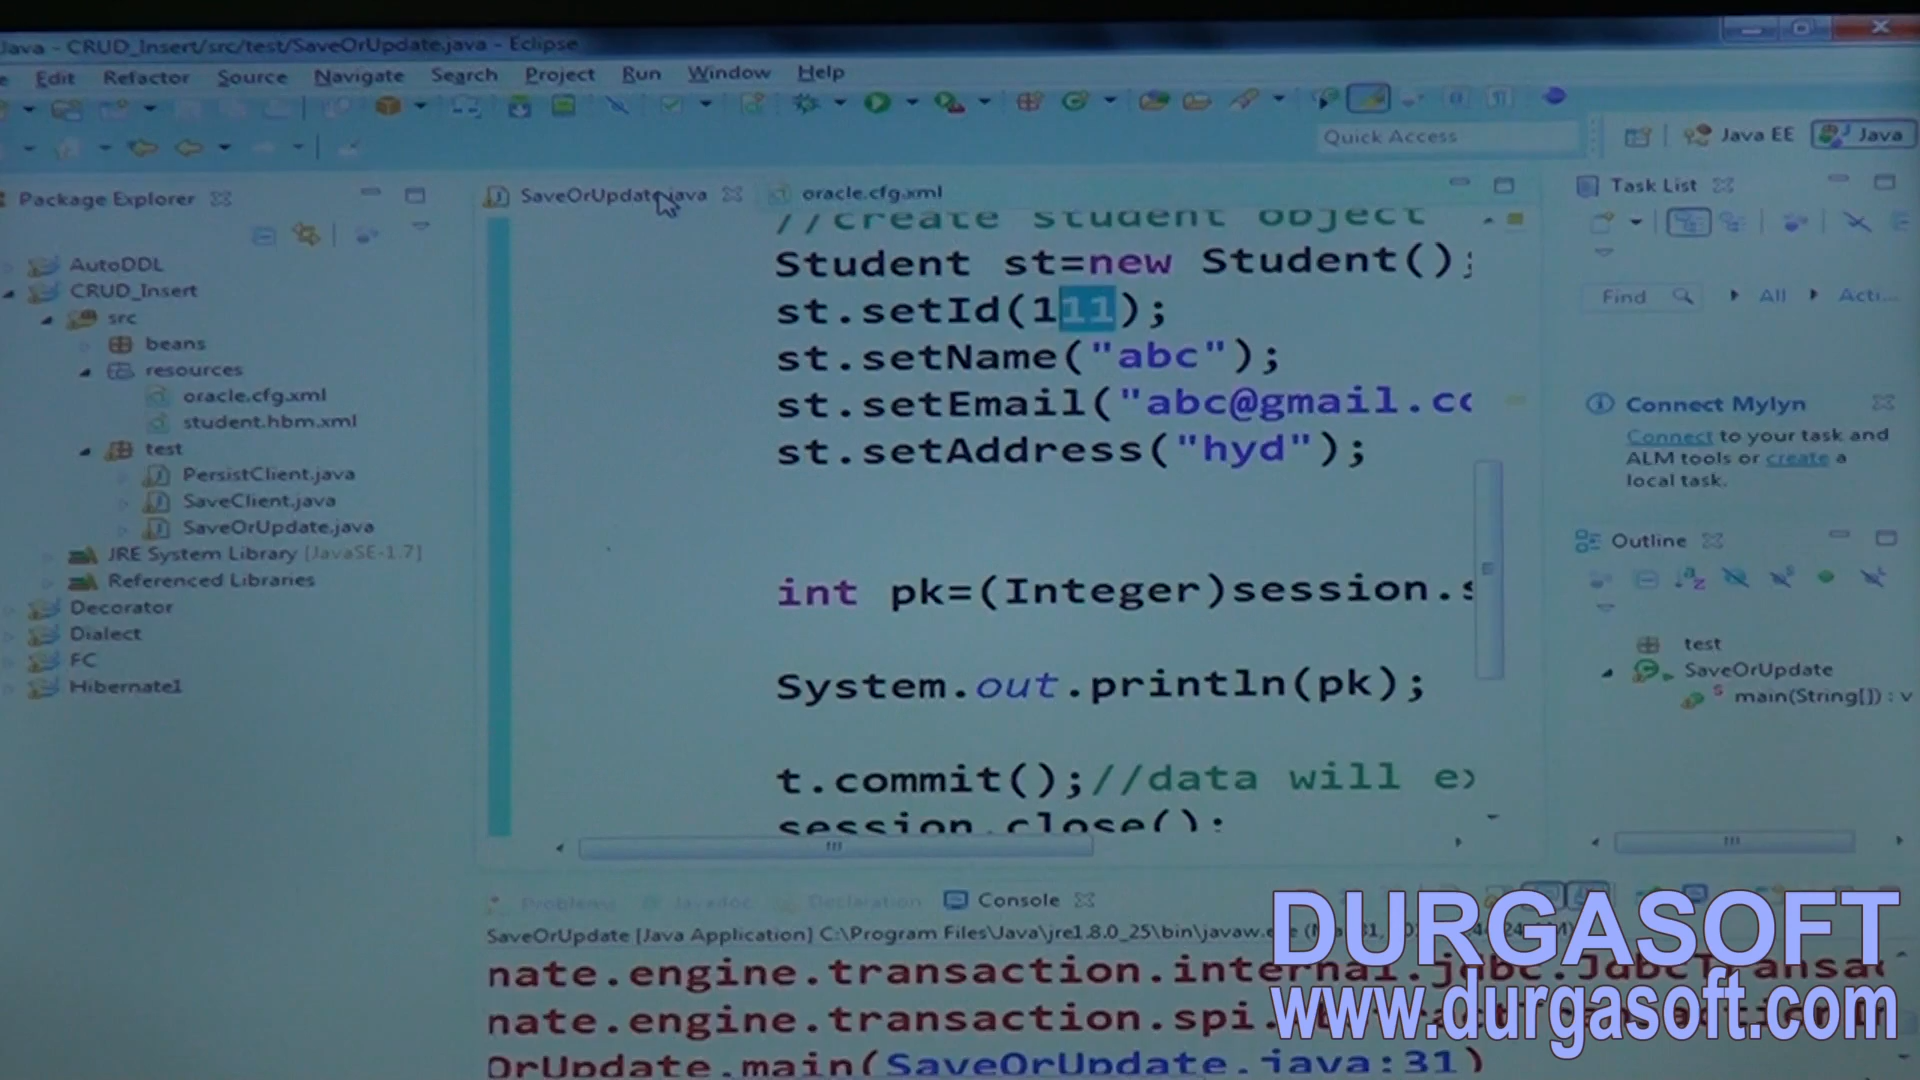 Java - CRUD_Insert/src/test/SaveOrUpdate.java - Eclipse
Edit Refactor Source Navigate Search Project Run Window Help
Quick Access
Java EE
Java
Package Explorer
AutoDDL
CRUD_Insert
src
beans
resources
oracle.cfg.xml
student.hbm.xml
test
PersistClient.java
SaveClient.java
SaveOrUpdate.java
JRE System Library [JavaSE-1.7]
Referenced Libraries
Decorator
Dialect
FC
Hibernate1
SaveOrUpdate.java
oracle.cfg.xml
//create student object
Student st=new Student();
st.setId(111);
st.setName("abc");
st.setEmail("abc@gmail.cc
st.setAddress("hyd");
int pk=(Integer)session.s
System.out.println(pk);
t.commit();//data will ex
session.close();
Task List
Find
All
Acti...
Connect Mylyn
Connect to your task and
ALM tools or create a
local task.
Outline
test
SaveOrUpdate
main(String[]) : v
Problems Javadoc Declaration Console
SaveOrUpdate [Java Application] C:\Program Files\Java\jre1.8.0_25\bin\javaw.exe
nate.engine.transaction.internal.jdbc.JdbcTransac
nate.engine.transaction.spi.
OrUpdate.main(SaveOrUpdate.java:31)
DURGASOFT
www.durgasoft.com